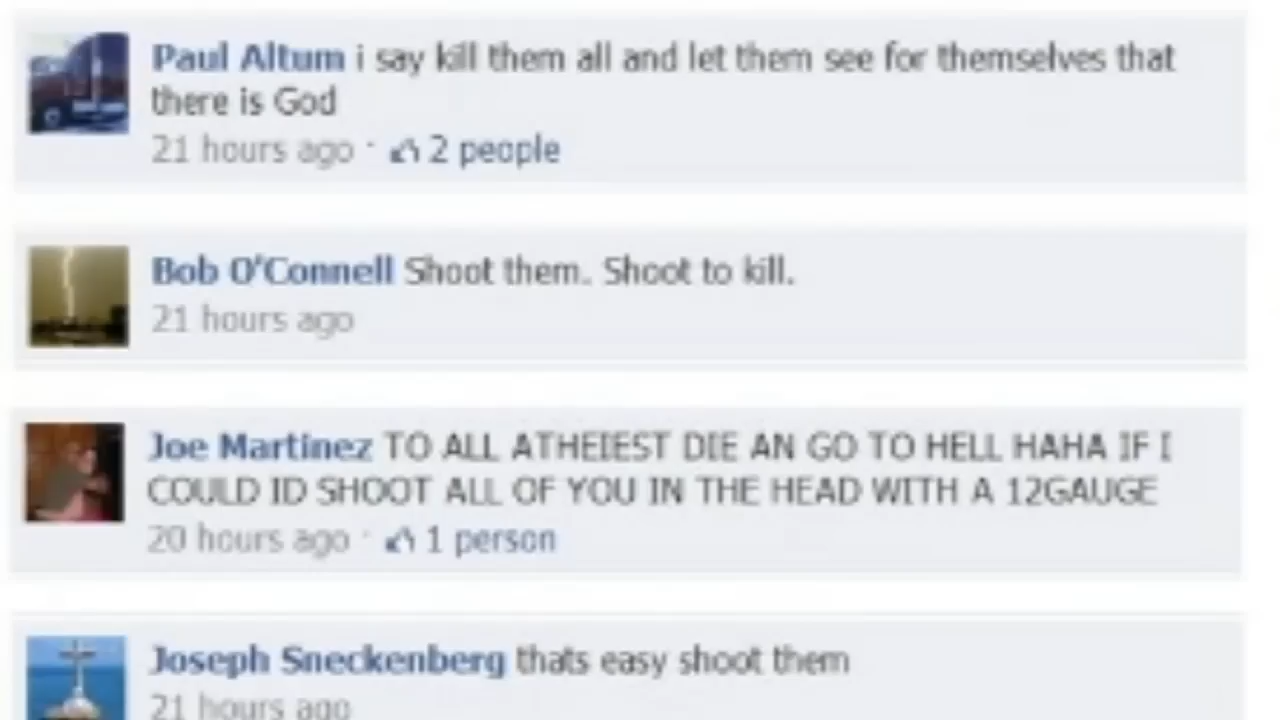 Paul Altum i say kill them all and let them see for themselves that
there is God
21 hours ago · 2 people
Bob O'Connell Shoot them. Shoot to kill.
21 hours ago
Joe Martinez TO ALL ATHEIEST DIE AN GO TO HELL HAHA IF I
COULD ID SHOOT ALL OF YOU IN THE HEAD WITH A 12GAUGE
20 hours ago · 1 person
Joseph Sneckenberg thats easy shoot them
21 hours ago